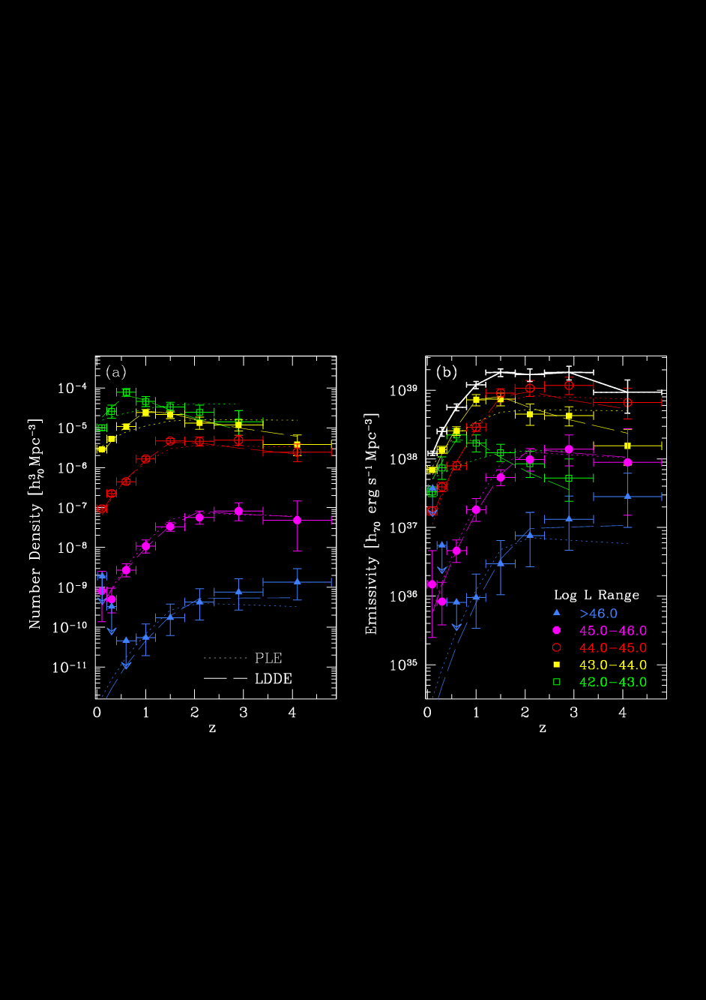 (a)
10⁻⁴
10⁻⁵
10⁻⁶
10⁻⁷
10⁻⁸
10⁻⁹
10⁻¹⁰
10⁻¹¹
Number Density [h³₇₀ Mpc⁻³]
PLE
LDDE
0 1 2 3 4
z
(b)
10³⁹
10³⁸
10³⁷
10³⁶
10³⁵
Emissivity [h₇₀ erg s⁻¹ Mpc⁻³]
Log L Range
>46.0
45.0−46.0
44.0−45.0
43.0−44.0
42.0−43.0
0 1 2 3 4
z